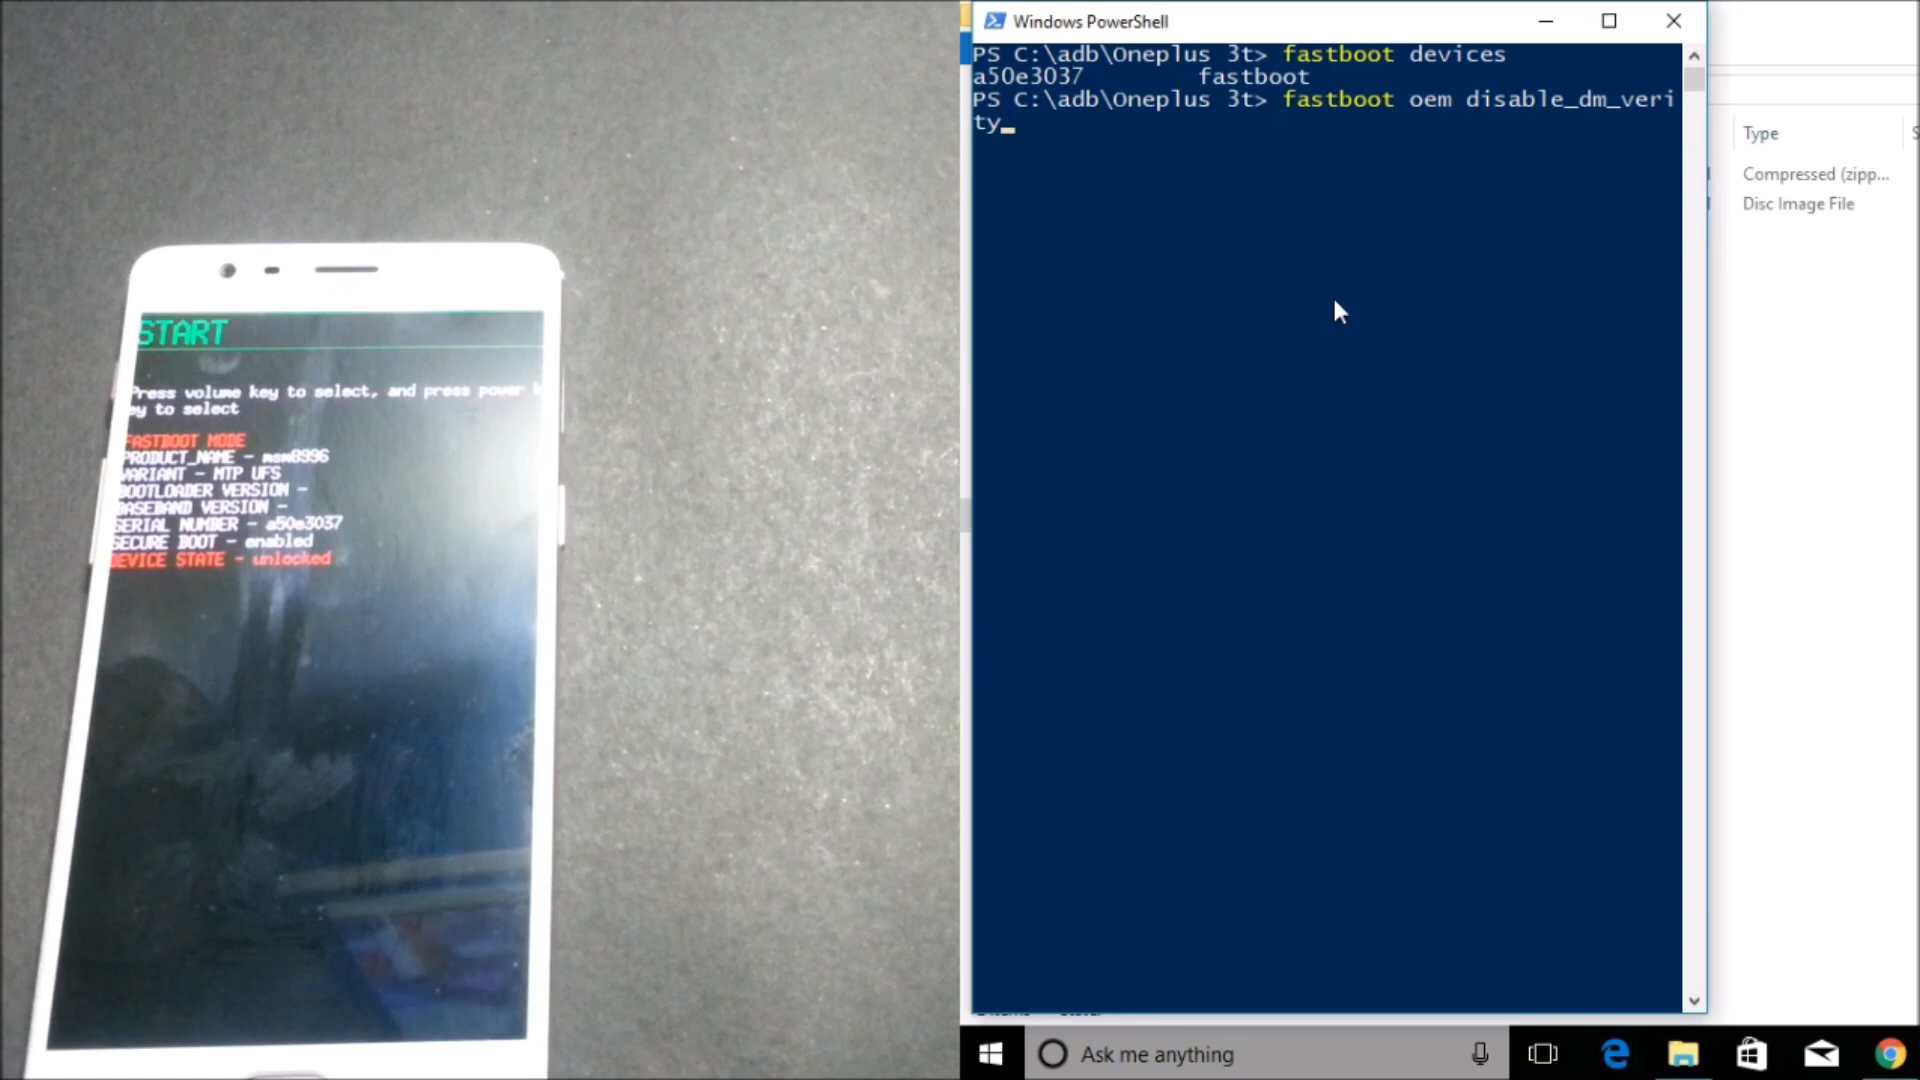 START
Press volume key to select, and press power k
ey to select
FASTBOOT MODE
PRODUCT_NAME - msm8996
VARIANT - MTP UFS
BOOTLOADER VERSION -
BASEBAND VERSION -
SERIAL NUMBER - a50e3037
SECURE BOOT - enabled
DEVICE STATE - unlocked
Windows PowerShell
PS C:\adb\Oneplus 3t> fastboot devices
a50e3037 fastboot
PS C:\adb\Oneplus 3t> fastboot oem disable_dm_veri
ty
Type
Compressed (zipp...
Disc Image File
Ask me anything